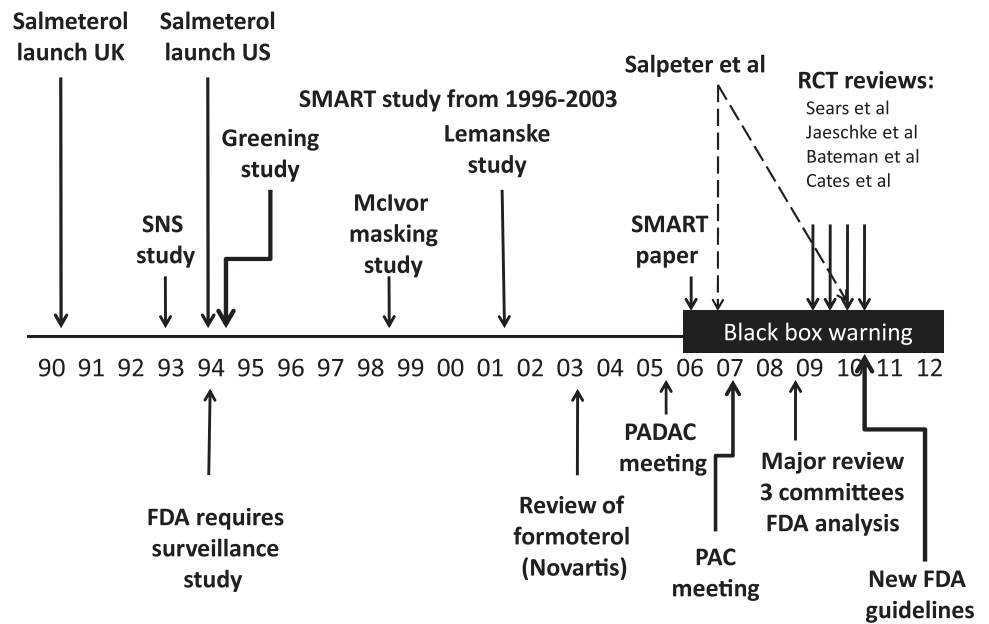 Salmeterol
launch UK
Salmeterol
launch US
SMART study from 1996-2003
Greening
study
Lemanske
study
SNS
study
McIvor
masking
study
Salpeter et al
RCT reviews:
Sears et al
Jaeschke et al
Bateman et al
Cates et al
SMART
paper
Black box warning
90 91 92 93 94 95 96 97 98 99 00 01 02 03 04 05 06 07 08 09 10 11 12
FDA requires
surveillance
study
Review of
formoterol
(Novartis)
PADAC
meeting
PAC
meeting
Major review
3 committees
FDA analysis
New FDA
guidelines